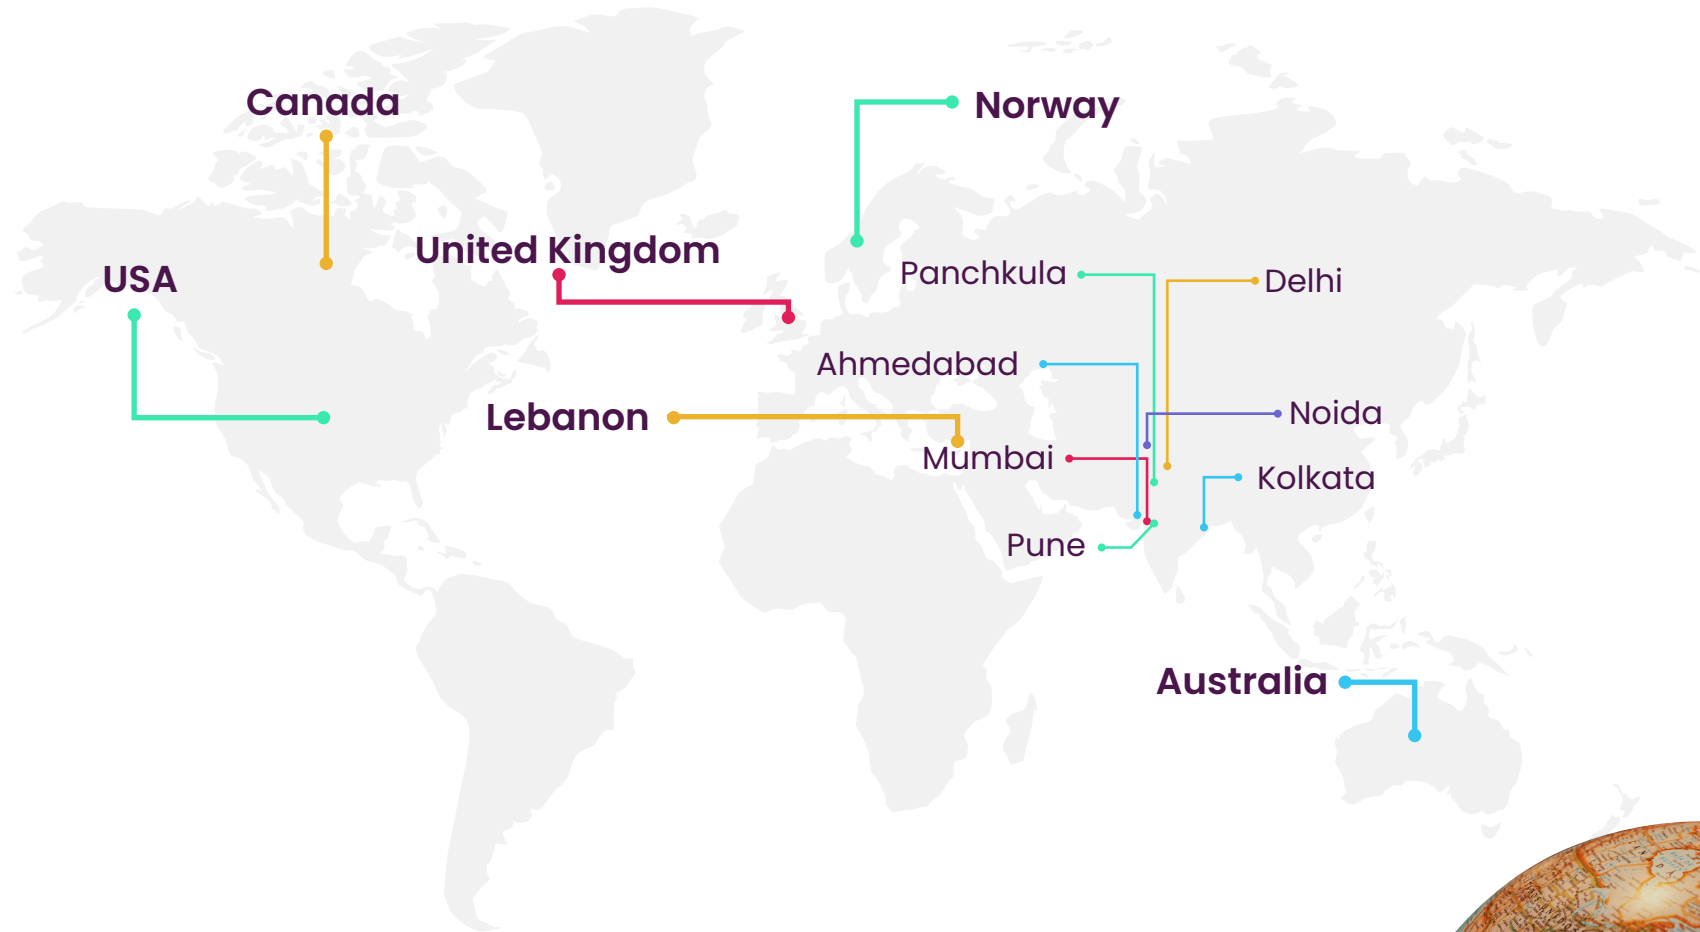 Canada
Norway
United Kingdom
USA
Panchkula
Delhi
Ahmedabad
Lebanon
Noida
Mumbai
Kolkata
Pune
Australia